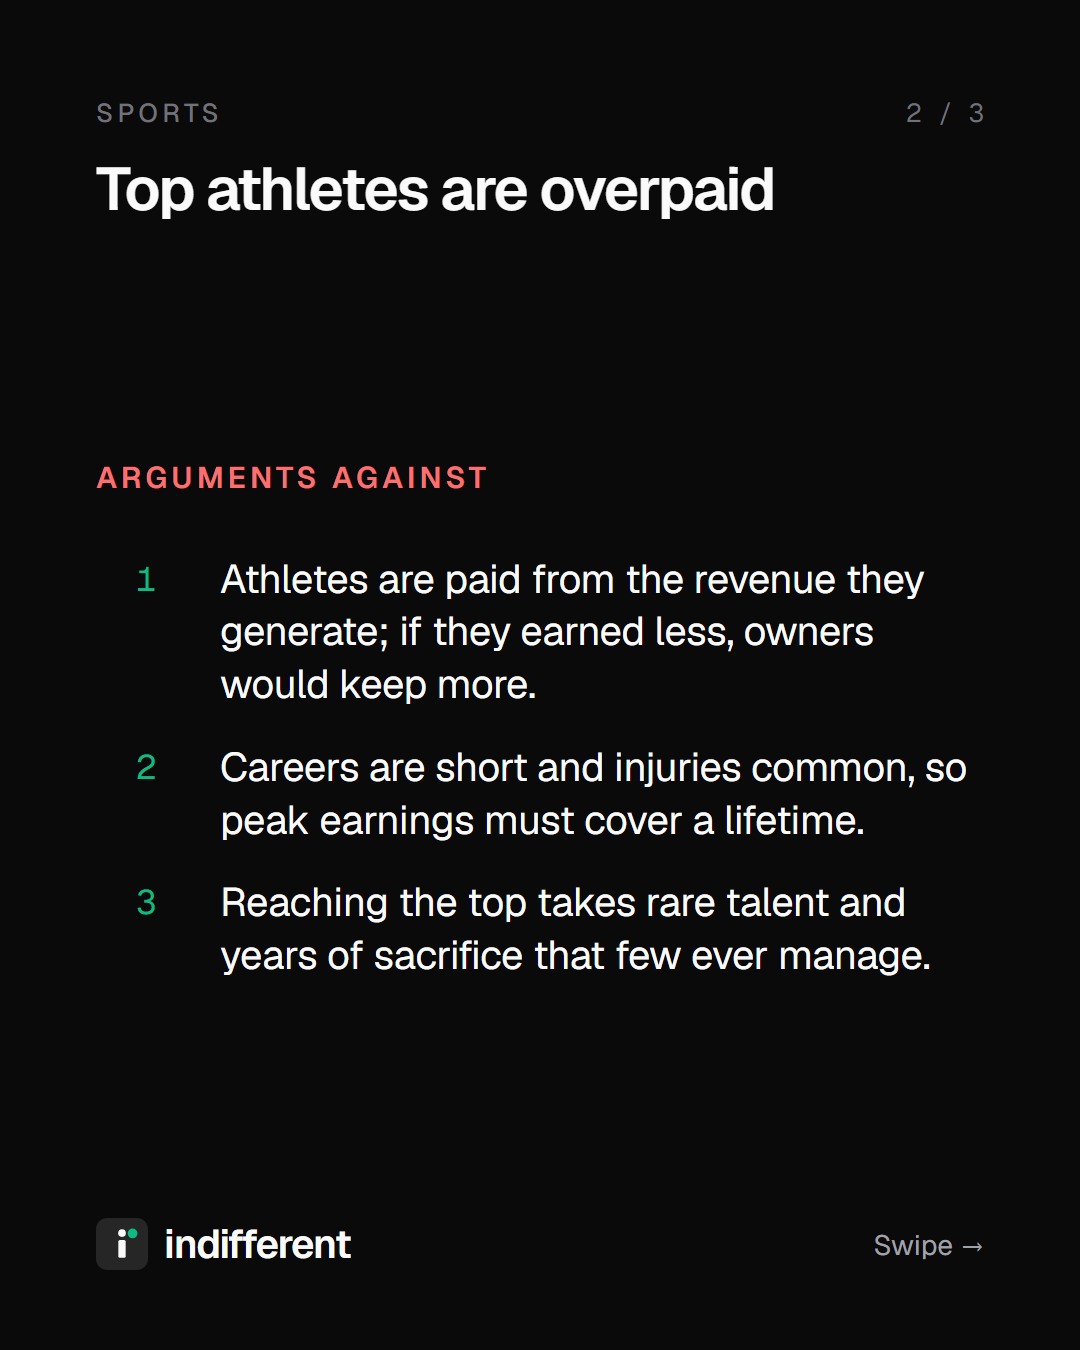 SPORTS
2 / 3
Top athletes are overpaid
ARGUMENTS AGAINST
1 Athletes are paid from the revenue they
generate; if they earned less, owners
would keep more.
2 Careers are short and injuries common, so
peak earnings must cover a lifetime.
3 Reaching the top takes rare talent and
years of sacrifice that few ever manage.
indifferent
Swipe →